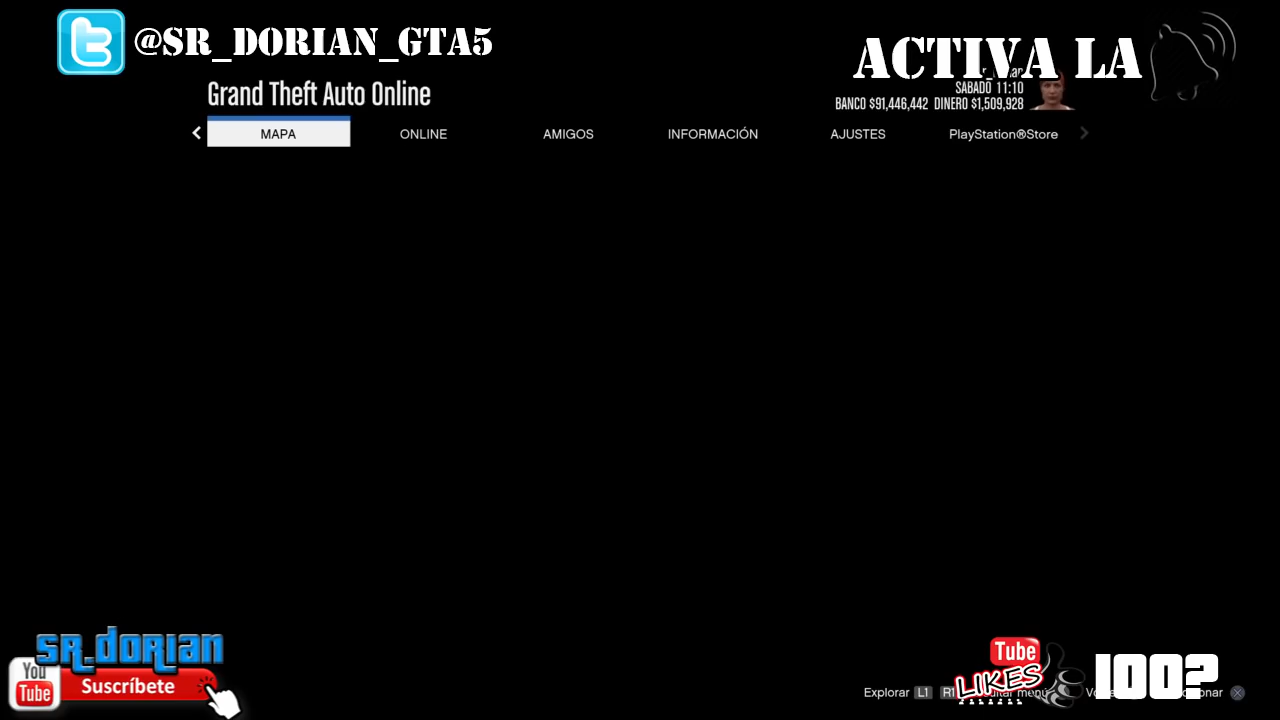 @SR_DORIAN_GTA5
ACTIVA LA
Grand Theft Auto Online
SÁBADO 11:10
BANCO $91,446,442 DINERO $1,509,928
MAPA ONLINE AMIGOS INFORMACIÓN AJUSTES PlayStation®Store
SR_DORIAN
You Tube
Suscríbete
Tube
LIKES
100?
Explorar L1 R1 menú